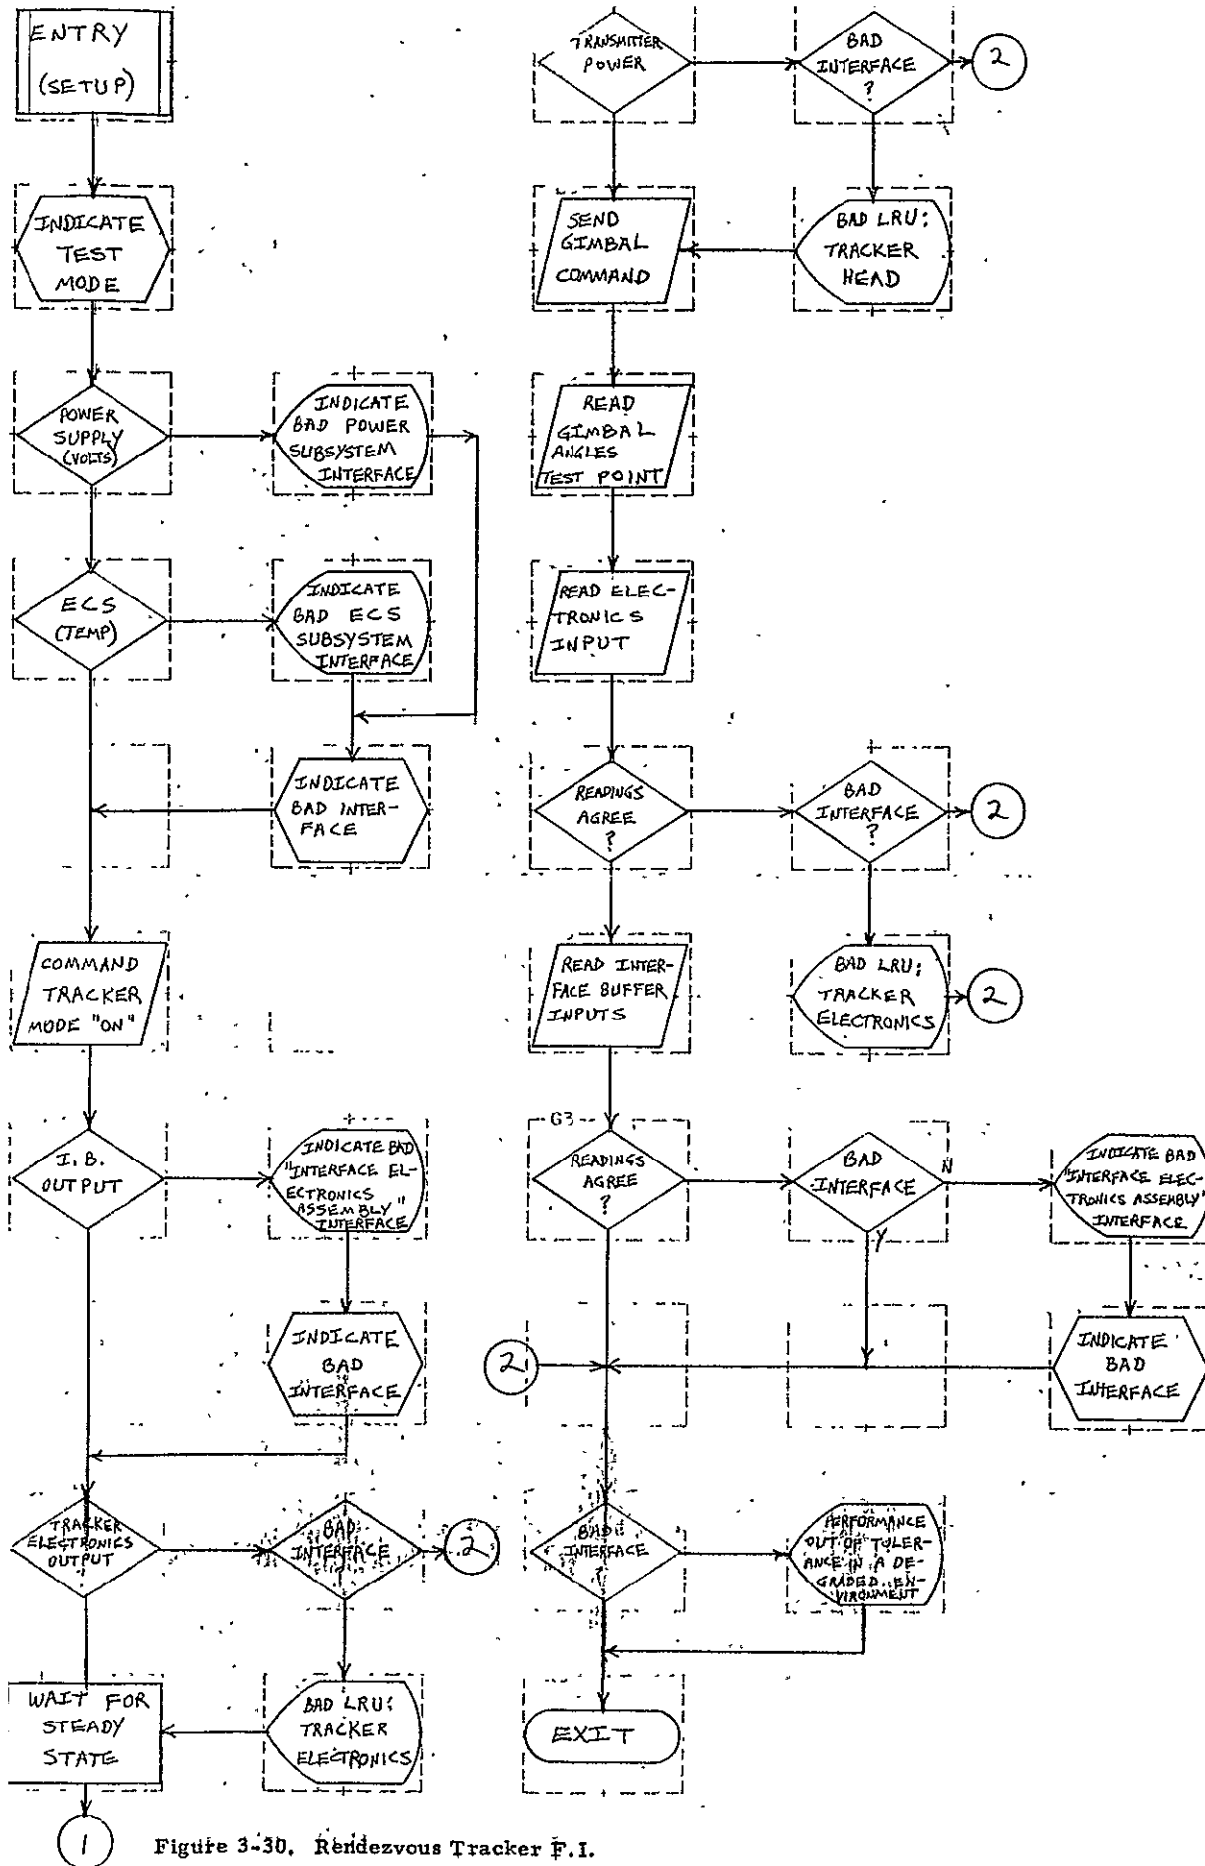 ENTRY
(SETUP)
INDICATE
TEST
MODE
POWER
SUPPLY
(VOLTS)
INDICATE
BAD POWER
SUBSYSTEM
INTERFACE
ECS
(TEMP)
INDICATE
BAD ECS
SUBSYSTEM
INTERFACE
INDICATE
BAD INTER-
FACE
COMMAND
TRACKER
MODE "ON"
I.B.
OUTPUT
INDICATE BAD
"INTERFACE EL-
ECTRONICS
ASSEMBLY"
INTERFACE
INDICATE
BAD
INTERFACE
TRACKER
ELECTRONICS
OUTPUT
BAD
INTERFACE
?
2
WAIT FOR
STEADY
STATE
BAD LRU:
TRACKER
ELECTRONICS
1
TRANSMITTER
POWER
BAD
INTERFACE
?
2
SEND
GIMBAL
COMMAND
BAD LRU:
TRACKER
HEAD
READ
GIMBAL
ANGLES
TEST POINT
READ ELEC-
TRONICS
INPUT
READINGS
AGREE
?
BAD
INTERFACE
?
2
READ INTER-
FACE BUFFER
INPUTS
BAD LRU:
TRACKER
ELECTRONICS
2
G3
READINGS
AGREE
?
BAD
INTERFACE
N
Y
INDICATE BAD
"INTERFACE ELEC-
TRONICS ASSEMBLY"
INTERFACE
2
INDICATE
BAD
INTERFACE
BAD
INTERFACE
?
PERFORMANCE
OUT OF TOLER-
ANCE IN A DE-
GRADED EN-
VIRONMENT
EXIT
Figure 3-30. Rendezvous Tracker F.I.